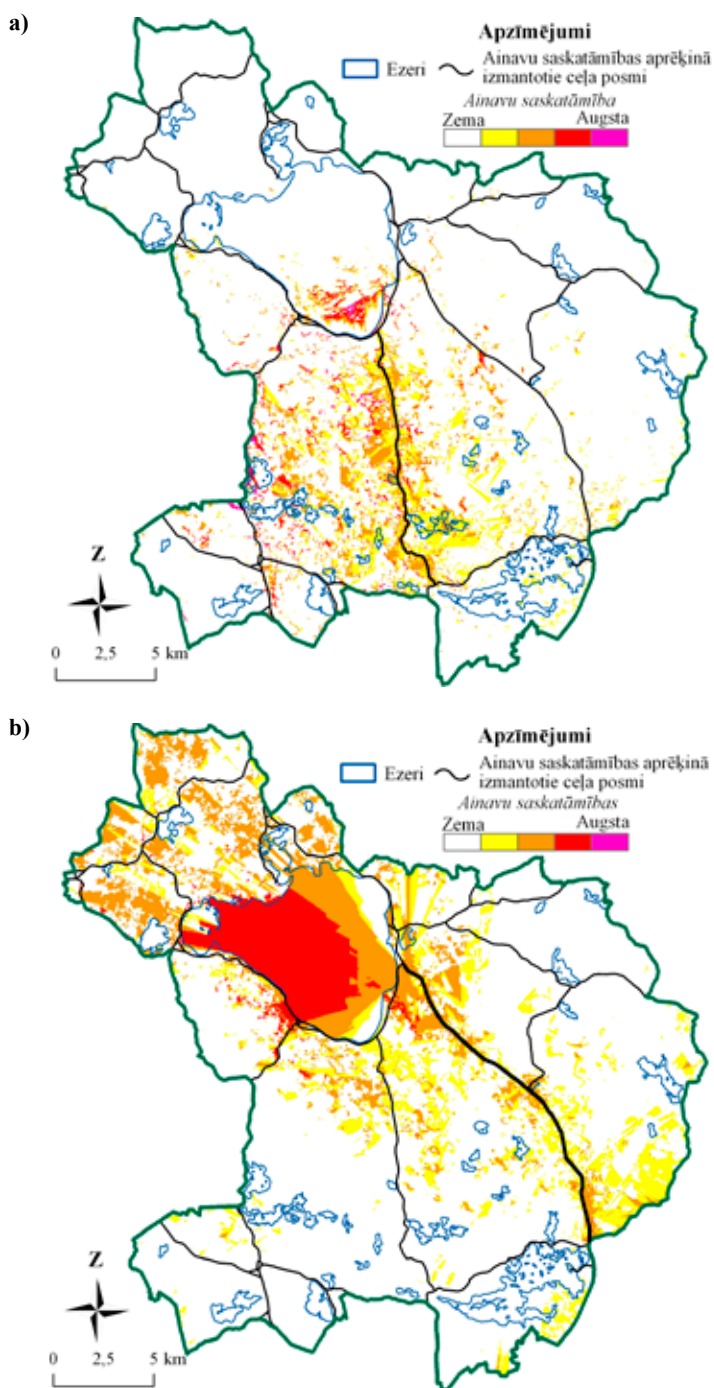 a)
Apzīmējumi
Ezeri
Ainavu saskatāmības aprēķinā
izmantotie ceļa posmi
Ainavu saskatāmība
Zema Augsta
Z
0 2,5 5 km
b)
Apzīmējumi
Ezeri
Ainavu saskatāmības aprēķinā
izmantotie ceļa posmi
Ainavu saskatāmības
Zema Augsta
Z
0 2,5 5 km